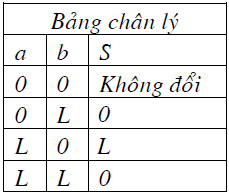 Bảng chân lý
a b S
0 0 Không đổi
0 L 0
L 0 L
L L 0